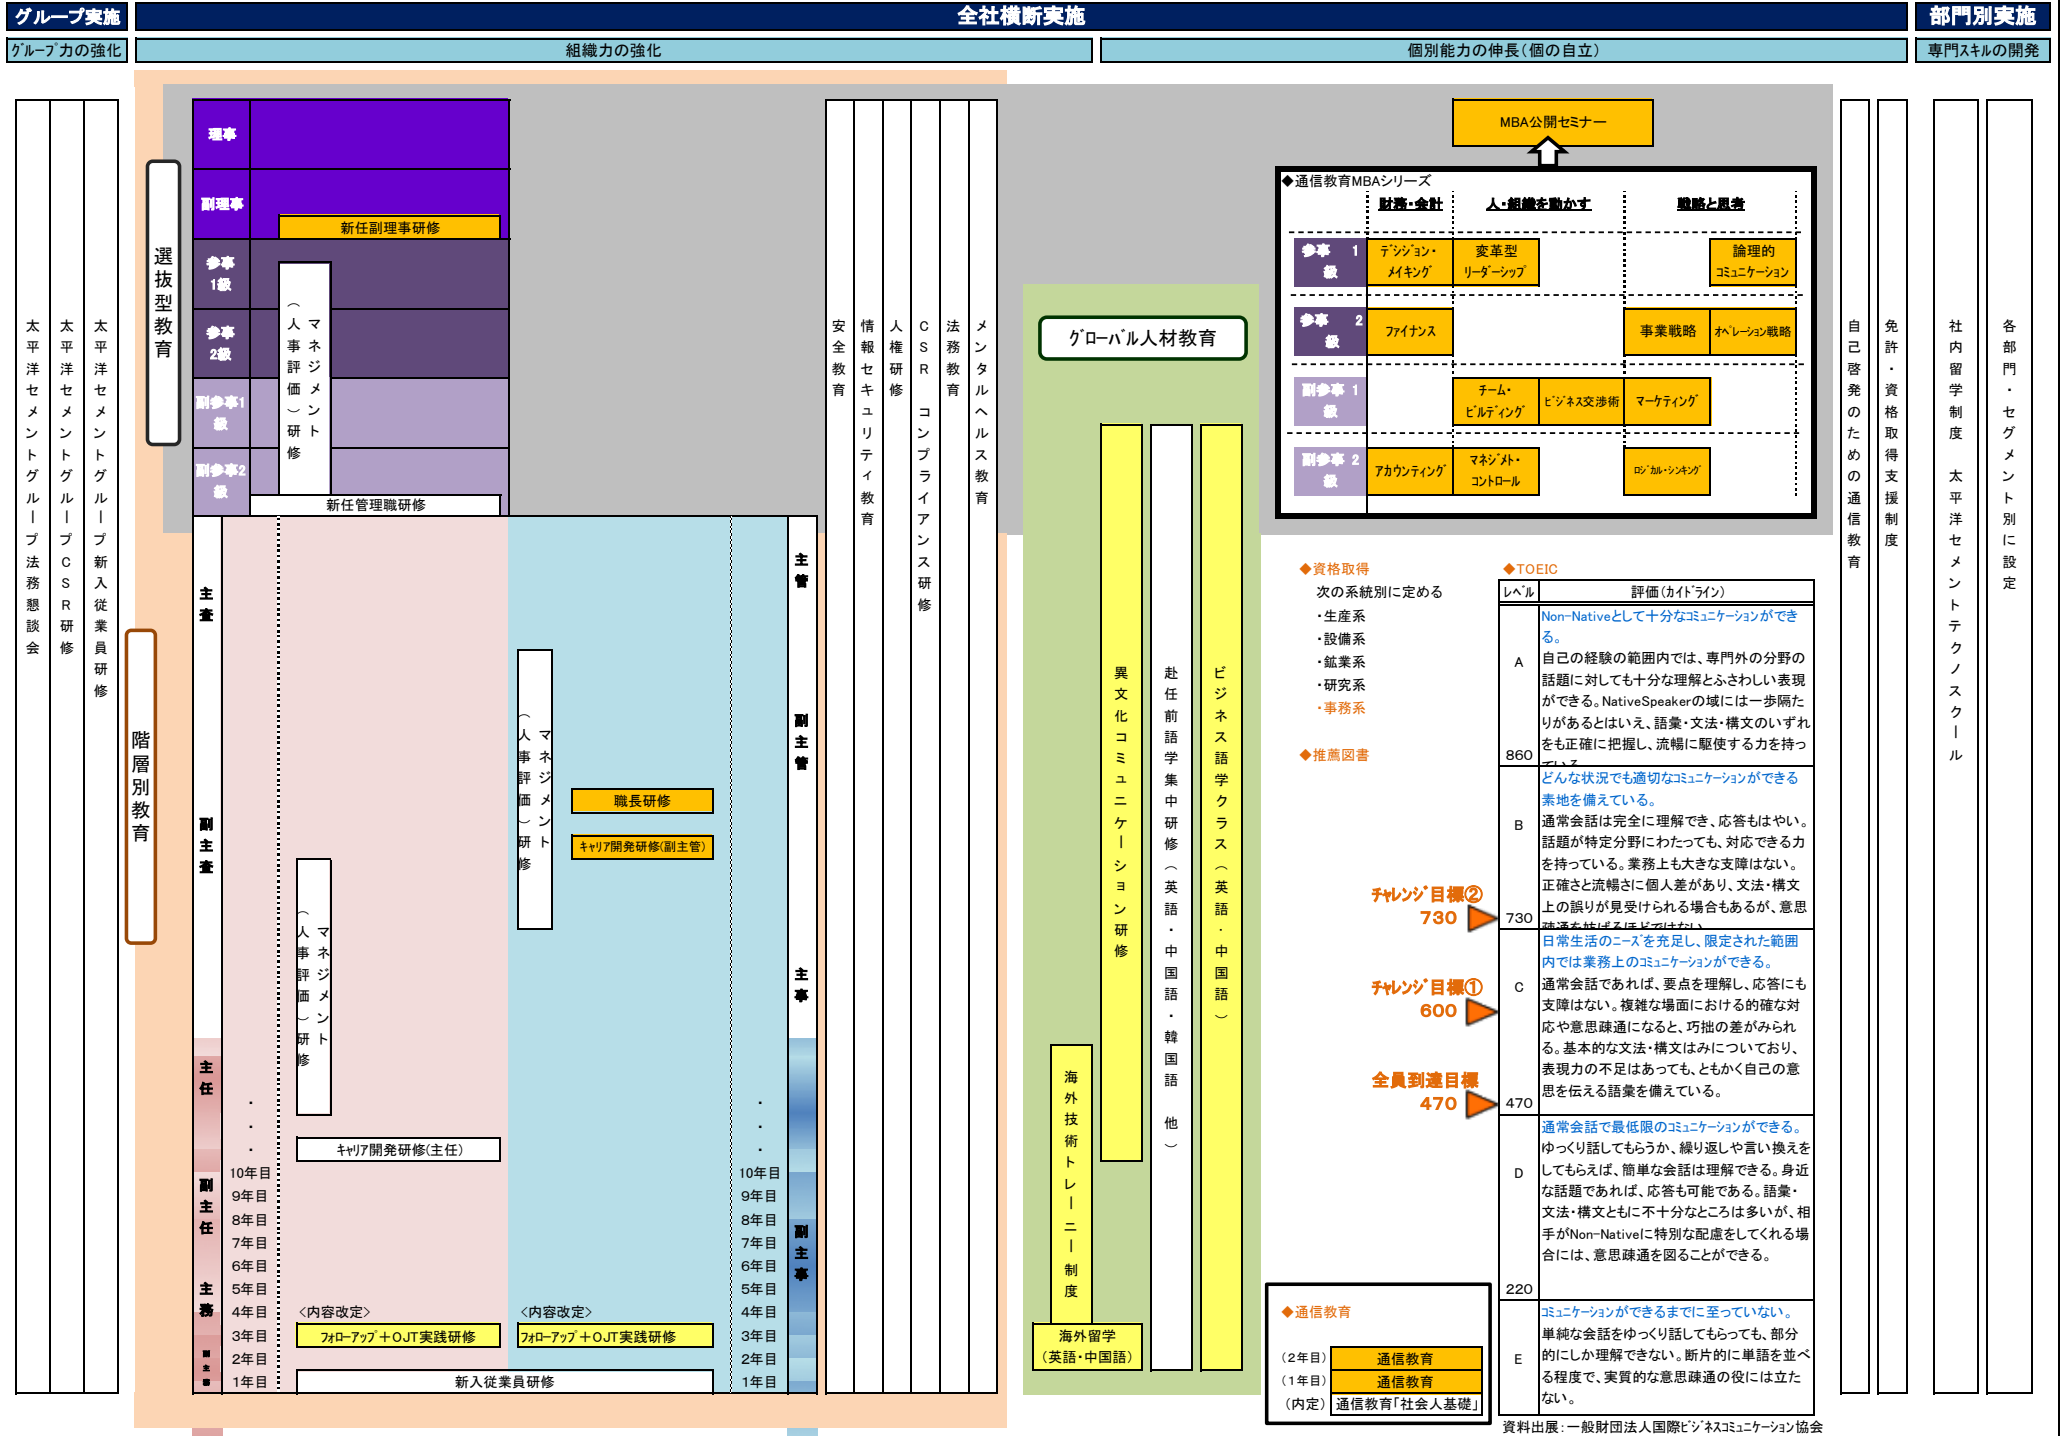 グループ実施
全社横断実施
部門別実施
グループ力の強化
組織力の強化
個別能力の伸長(個の自立)
専門スキルの開発
太平洋セメントグループ法務懇談会
太平洋セメントグループCSR研修
太平洋セメントグループ新入従業員研修
選抜型教育
階層別教育
理事
副理事
新任副理事研修
参事
1級
参事
2級
副参事1
級
副参事2
級
マネジメント
(人事評価)研修
新任管理職研修
主査
副主査
主任
副主任
主務
マネジメント
(人事評価)研修
キャリア開発研修(主任)
・
・
・
10年目
9年目
8年目
7年目
6年目
5年目
4年目
3年目
2年目
1年目
<内容改定>
フォローアップ+OJT実践研修
<内容改定>
フォローアップ+OJT実践研修
新入従業員研修
マネジメント
(人事評価)研修
職長研修
キャリア開発研修(副主管)
・
・
・
10年目
9年目
8年目
7年目
6年目
5年目
4年目
3年目
2年目
1年目
主管
副主管
主事
副主事
安全教育
情報セキュリティ教育
人権研修
CSR コンプライアンス研修
法務教育
メンタルヘルス教育
グローバル人材教育
異文化コミュニケーション研修
赴任前語学集中研修(英語・中国語・韓国語 他)
ビジネス語学クラス(英語・中国語)
海外技術トレーニー制度
海外留学
(英語・中国語)
MBA公開セミナー
◆通信教育MBAシリーズ
財務・会計
人・組織を動かす
戦略と思考
参事 1
級
デシジョン・
メイキング
変革型
リーダーシップ
論理的
コミュニケーション
参事 2
級
ファイナンス
事業戦略
オペレーション戦略
副参事 1
級
チーム・
ビルディング
ビジネス交渉術
マーケティング
副参事 2
級
アカウンティング
マネジメト・
コントロール
ロジカル・シンキング
◆資格取得
次の系統別に定める
・生産系
・設備系
・鉱業系
・研究系
・事務系
◆推薦図書
チャレンジ目標②
730
チャレンジ目標①
600
全員到達目標
470
◆TOEIC
レベル
評価(ガイドライン)
A
860
Non-Nativeとして十分なコミュニケーションができ
る。
自己の経験の範囲内では、専門外の分野の
話題に対しても十分な理解とふさわしい表現
ができる。NativeSpeakerの域には一歩隔た
りがあるとはいえ、語彙・文法・構文のいずれ
をも正確に把握し、流暢に駆使する力を持っ
ている
B
730
どんな状況でも適切なコミュニケーションができる
素地を備えている。
通常会話は完全に理解でき、応答もはやい。
話題が特定分野にわたっても、対応できる力
を持っている。業務上も大きな支障はない。
正確さと流暢さに個人差があり、文法・構文
上の誤りが見受けられる場合もあるが、意思
疎通を妨げるほどではない
C
470
日常生活のニーズを充足し、限定された範囲
内では業務上のコミュニケーションができる。
通常会話であれば、要点を理解し、応答にも
支障はない。複雑な場面における的確な対
応や意思疎通になると、巧拙の差がみられ
る。基本的な文法・構文はみについており、
表現力の不足はあっても、ともかく自己の意
思を伝える語彙を備えている。
D
220
通常会話で最低限のコミュニケーションができる。
ゆっくり話してもらうか、繰り返しや言い換えを
してもらえば、簡単な会話は理解できる。身近
な話題であれば、応答も可能である。語彙・
文法・構文ともに不十分なところは多いが、相
手がNon-Nativeに特別な配慮をしてくれる場
合には、意思疎通を図ることができる。
E
コミュニケーションができるまでに至っていない。
単純な会話をゆっくり話してもらっても、部分
的にしか理解できない。断片的に単語を並べ
る程度で、実質的な意思疎通の役には立た
ない。
資料出展:一般財団法人国際ビジネスコミュニケーション協会
◆通信教育
(2年目)
通信教育
(1年目)
通信教育
(内定)
通信教育「社会人基礎」
自己啓発のための通信教育
免許・資格取得支援制度
社内留学制度 太平洋セメントテクノスクール
各部門・セグメント別に設定